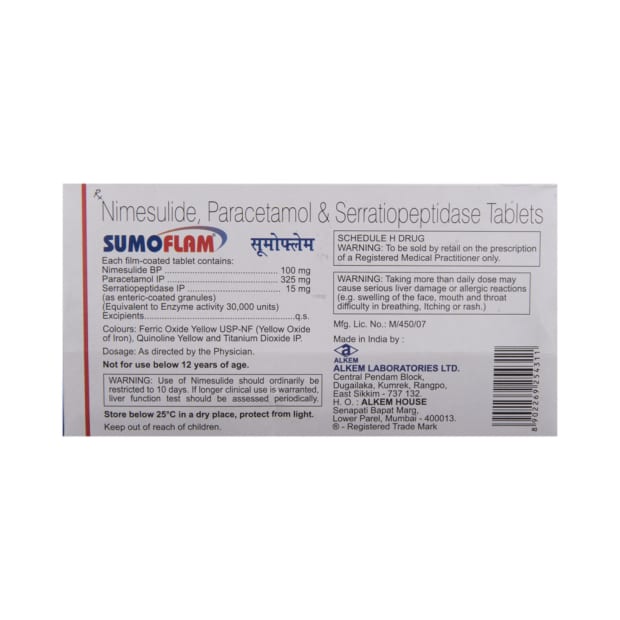 Rx
Nimesulide, Paracetamol & Serratiopeptidase Tablets
SUMOFLAM® सूमोफ्लेम
Each film-coated tablet contains:
Nimesulide BP .................................... 100 mg
Paracetamol IP .................................... 325 mg
Serratiopeptidase IP ............................. 15 mg
(as enteric-coated granules)
(Equivalent to Enzyme activity 30,000 units)
Excipients................................................q.s.
Colours: Ferric Oxide Yellow USP-NF (Yellow Oxide
of Iron), Quinoline Yellow and Titanium Dioxide IP.
Dosage: As directed by the Physician.
Not for use below 12 years of age.
WARNING: Use of Nimesulide should ordinarily be
restricted to 10 days. If longer clinical use is warranted,
liver function test should be assessed periodically.
Store below 25°C in a dry place, protect from light.
Keep out of reach of children.
SCHEDULE H DRUG
WARNING: To be sold by retail on the prescription
of a Registered Medical Practitioner only.
WARNING: Taking more than daily dose may
cause serious liver damage or allergic reactions
(e.g. swelling of the face, mouth and throat
difficulty in breathing, Itching or rash.)
Mfg. Lic. No.: M/450/07
Made in India by :
a
ALKEM
ALKEM LABORATORIES LTD.
Central Pendam Block,
Dugailaka, Kumrek, Rangpo,
East Sikkim - 737 132.
H. O. : ALKEM HOUSE
Senapati Bapat Marg,
Lower Parel, Mumbai - 400013.
® - Registered Trade Mark
8 902269 254311